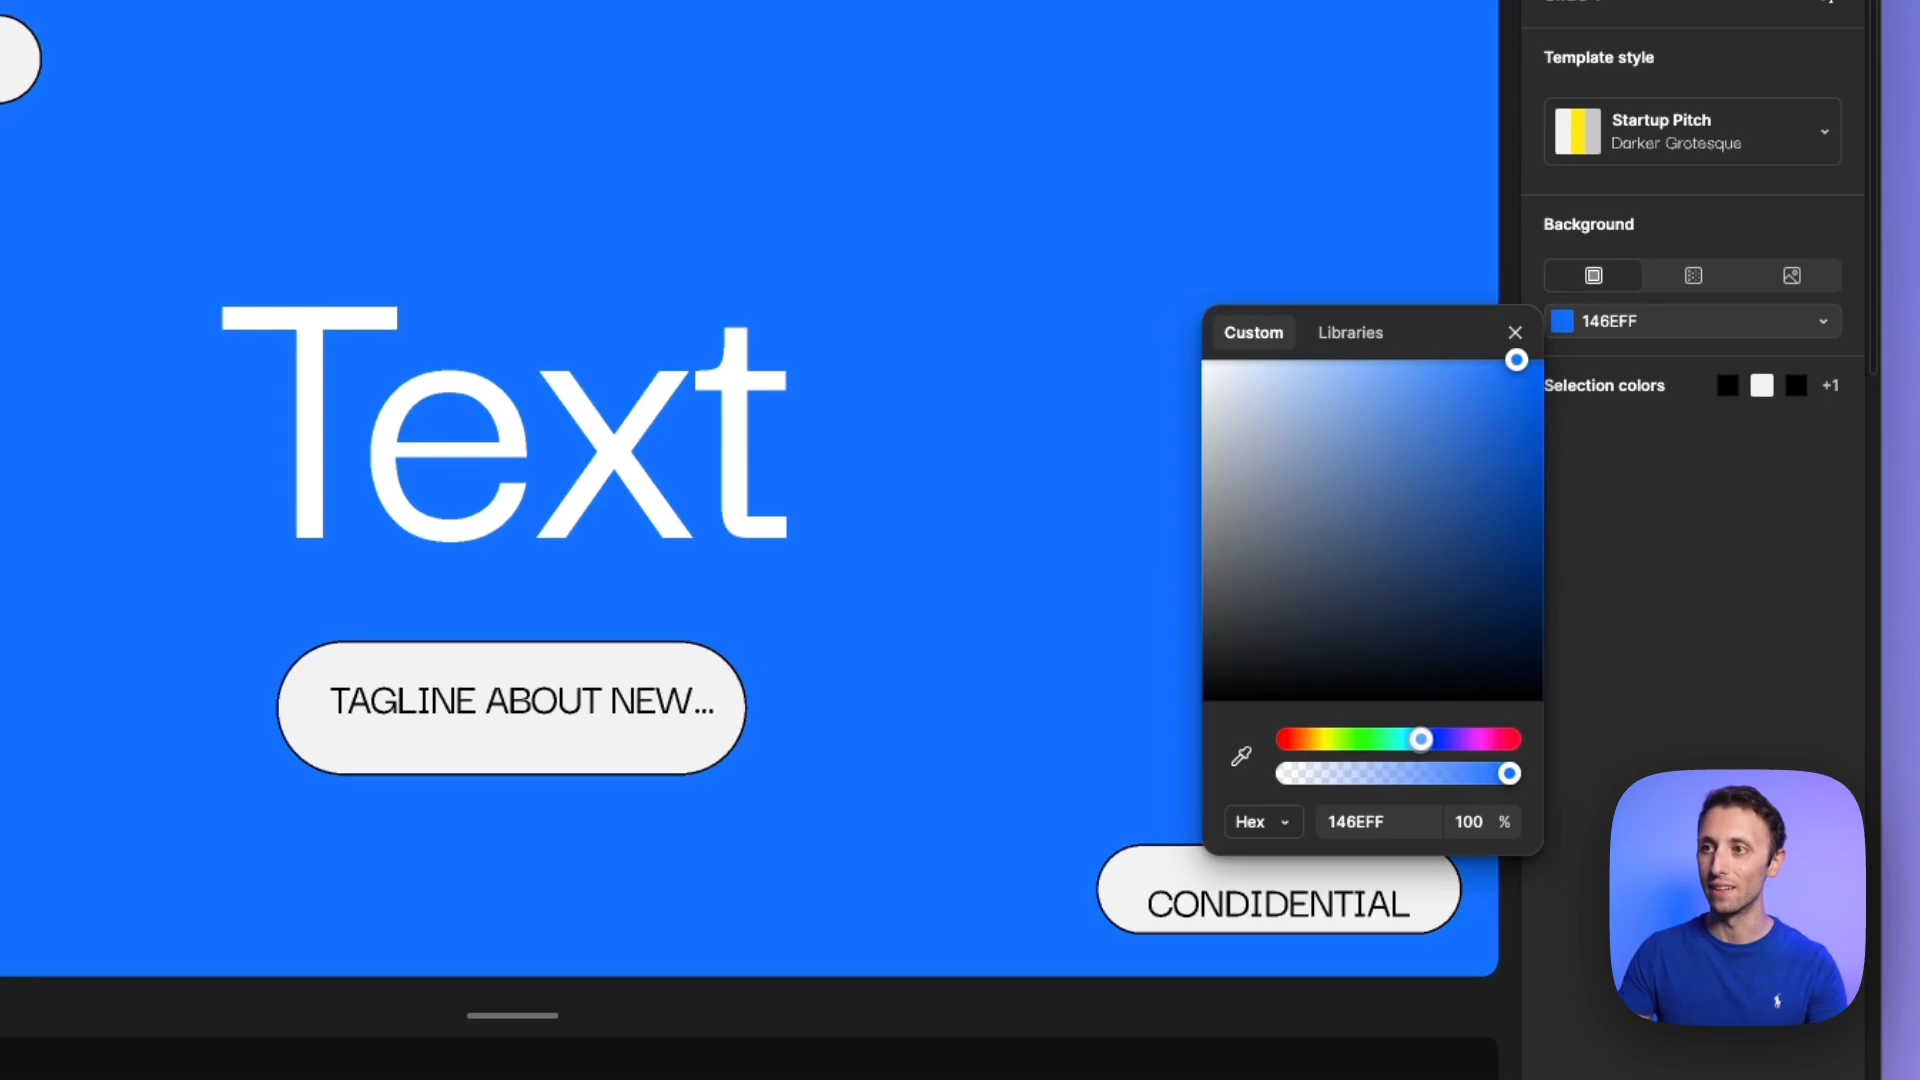 Template style
Startup Pitch
Darker Grotesque
Background
146EFF
Selection colors
+1
Custom
Libraries
Hex
146EFF
100 %
Text
TAGLINE ABOUT NEW...
CONDIDENTIAL